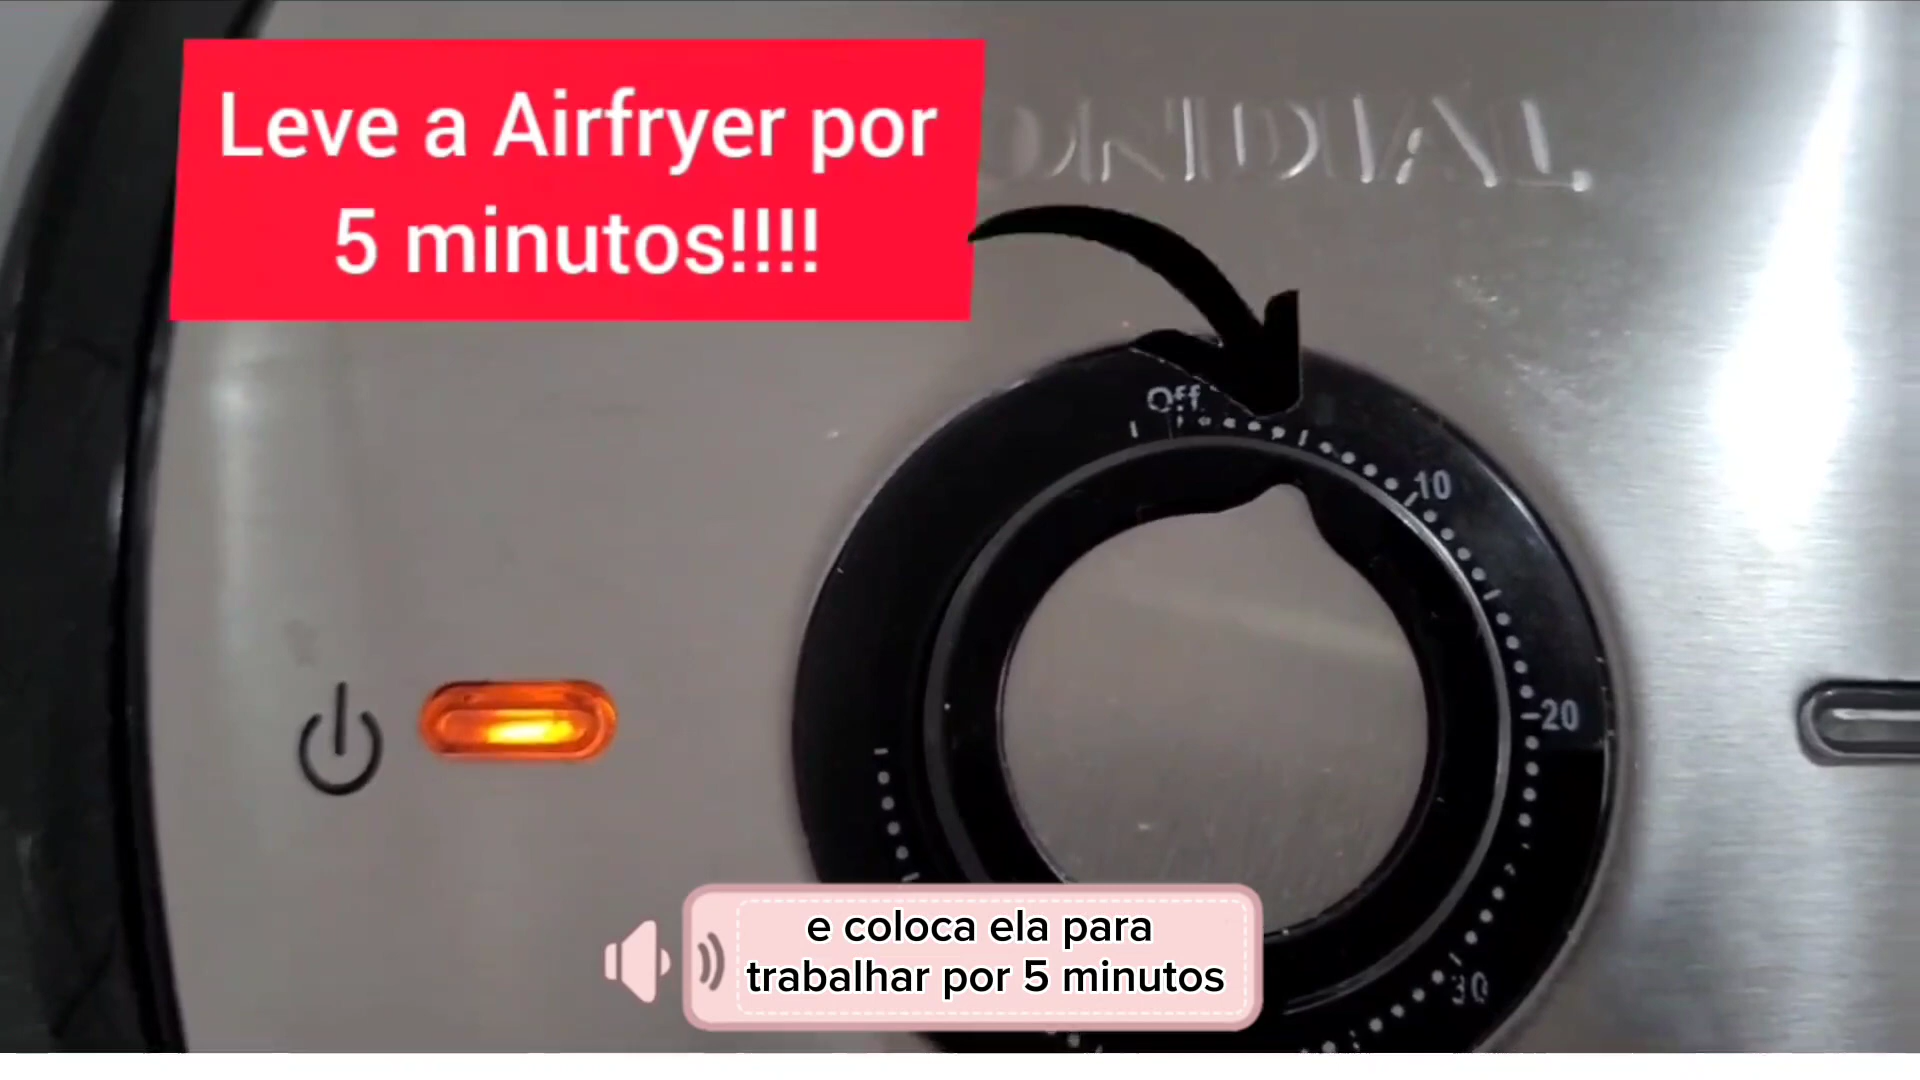 Leve a Airfryer por
5 minutos!!!!
Off
10
20
30
e coloca ela para
trabalhar por 5 minutos